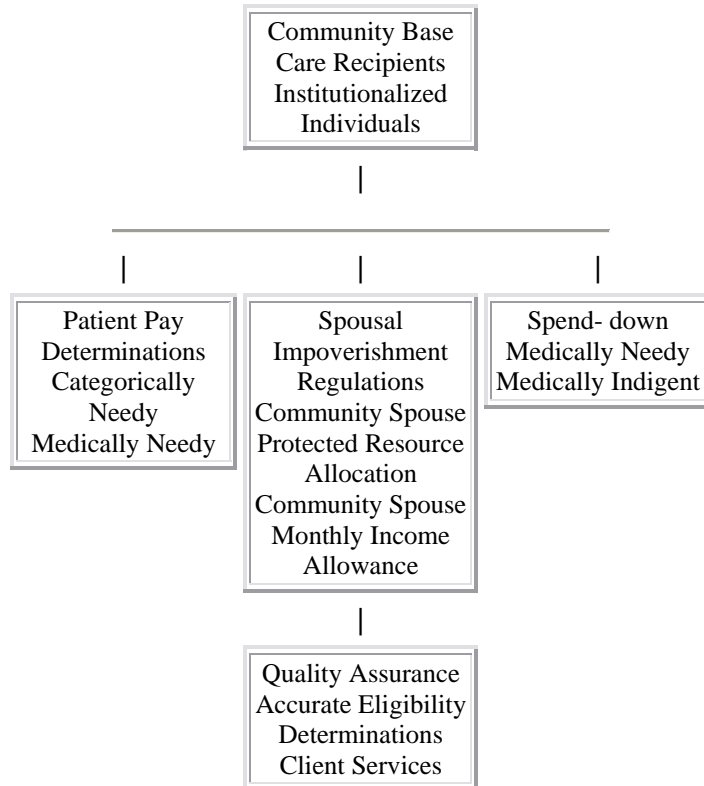 Community Base
Care Recipients
Institutionalized
Individuals
Patient Pay
Determinations
Categorically
Needy
Medically Needy
Spousal
Impoverishment
Regulations
Community Spouse
Protected Resource
Allocation
Community Spouse
Monthly Income
Allowance
Spend- down
Medically Needy
Medically Indigent
Quality Assurance
Accurate Eligibility
Determinations
Client Services